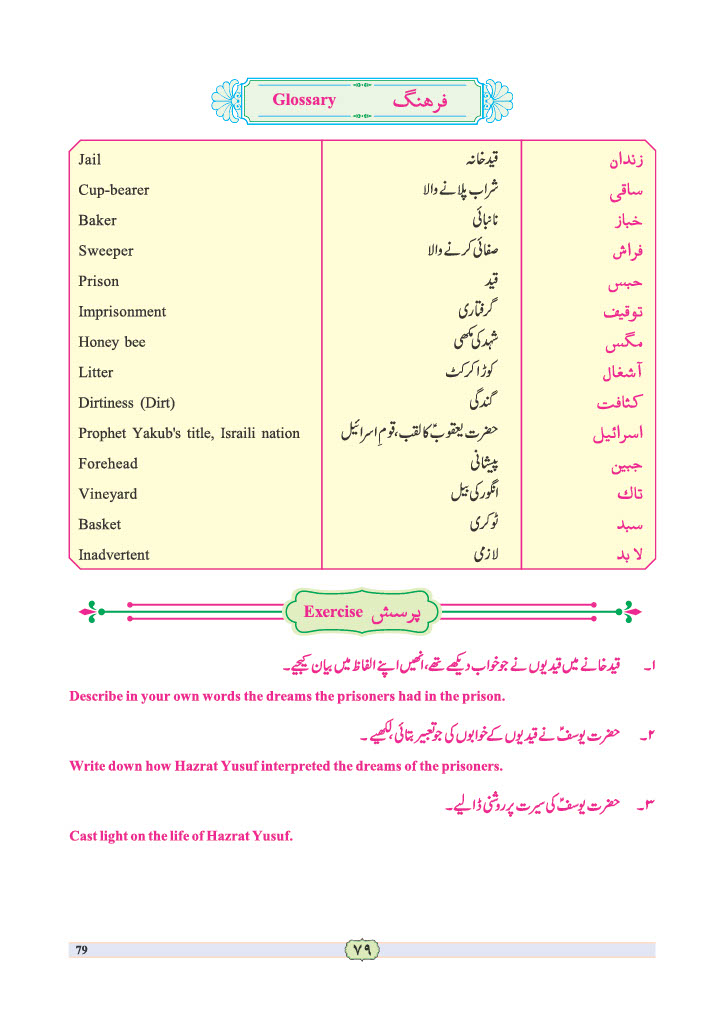 Glossary فرهنگ
Jail قید خانہ زندان
Cup-bearer شراب پلانے والا ساقی
Baker نانبائی خباز
Sweeper صفائی کرنے والا فراش
Prison قید حبس
Imprisonment گرفتاری توقیف
Honey bee شہد کی مکھی مگس
Litter کوڑا کرکٹ آشغال
Dirtiness (Dirt) گندگی کثافت
Prophet Yakub's title, Israili nation حضرت یعقوبؑ کا لقب، قومِ اسرائیل اسرائیل
Forehead پیشانی جبین
Vineyard انگور کی بیل تاك
Basket ٹوکری سبد
Inadvertent لازمی لا بد
Exercise پرسش
۱۔ قید خانے میں قیدیوں نے جو خواب دیکھے تھے، انھیں اپنے الفاظ میں بیان کیجیے۔
Describe in your own words the dreams the prisoners had in the prison.
۲۔ حضرت یوسفؑ نے قیدیوں کے خوابوں کی جو تعبیر بتائی، لکھیے۔
Write down how Hazrat Yusuf interpreted the dreams of the prisoners.
۳۔ حضرت یوسفؑ کی سیرت پر روشنی ڈالیے۔
Cast light on the life of Hazrat Yusuf.
79 ۷۹